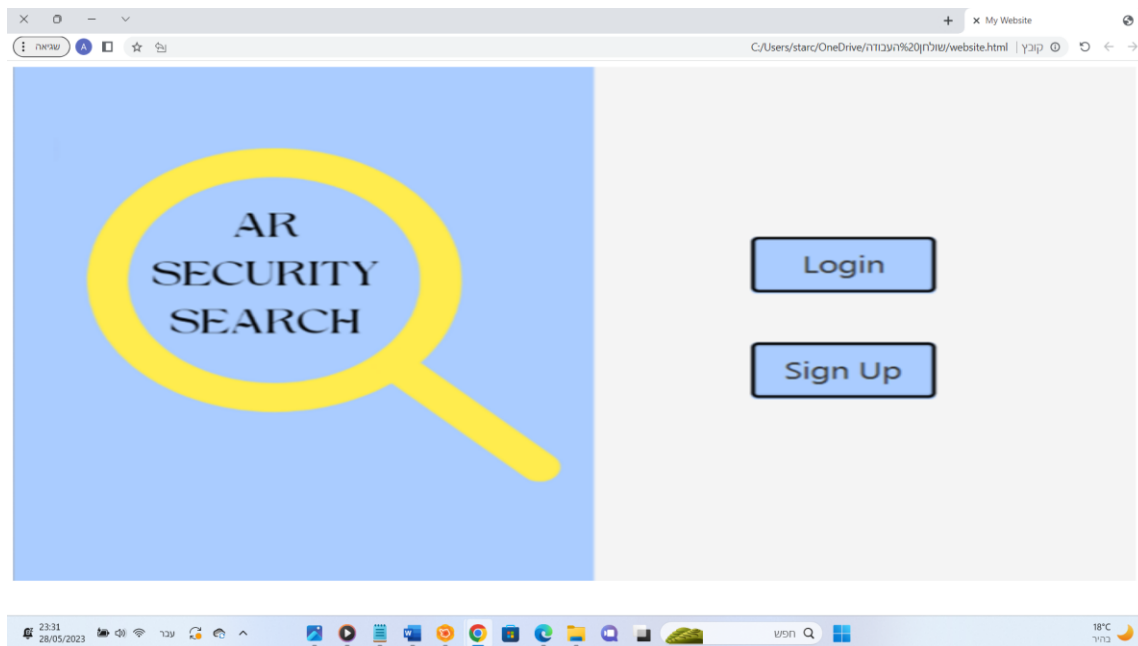 My Website
קובץ | C:/Users/starc/OneDrive/שולחן%20העבודה/website.html
שגיאה
A
AR
SECURITY
SEARCH
Login
Sign Up
18°C
בהיר
חפש
עבר
23:31
28/05/2023